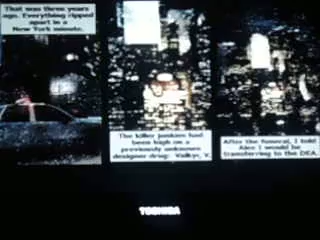 That was three years
ago. Everything ripped
apart in a
New York minute.
The killer junkies had
been high on a
previously unknown
designer drug: Valkyr, V.
After the funeral, I told
Alex I would be
transferring to the DEA.
TOSHIBA